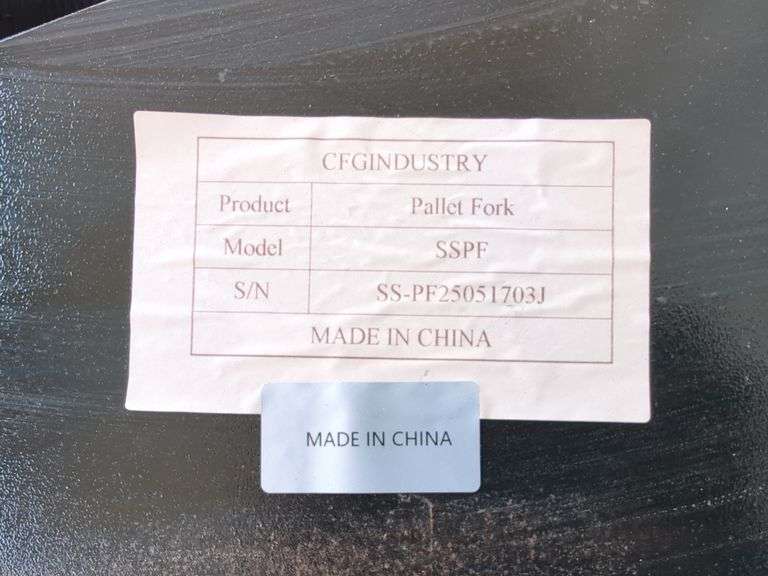 CFGINDUSTRY
Product Pallet Fork
Model SSPF
S/N SS-PF25051703J
MADE IN CHINA
MADE IN CHINA